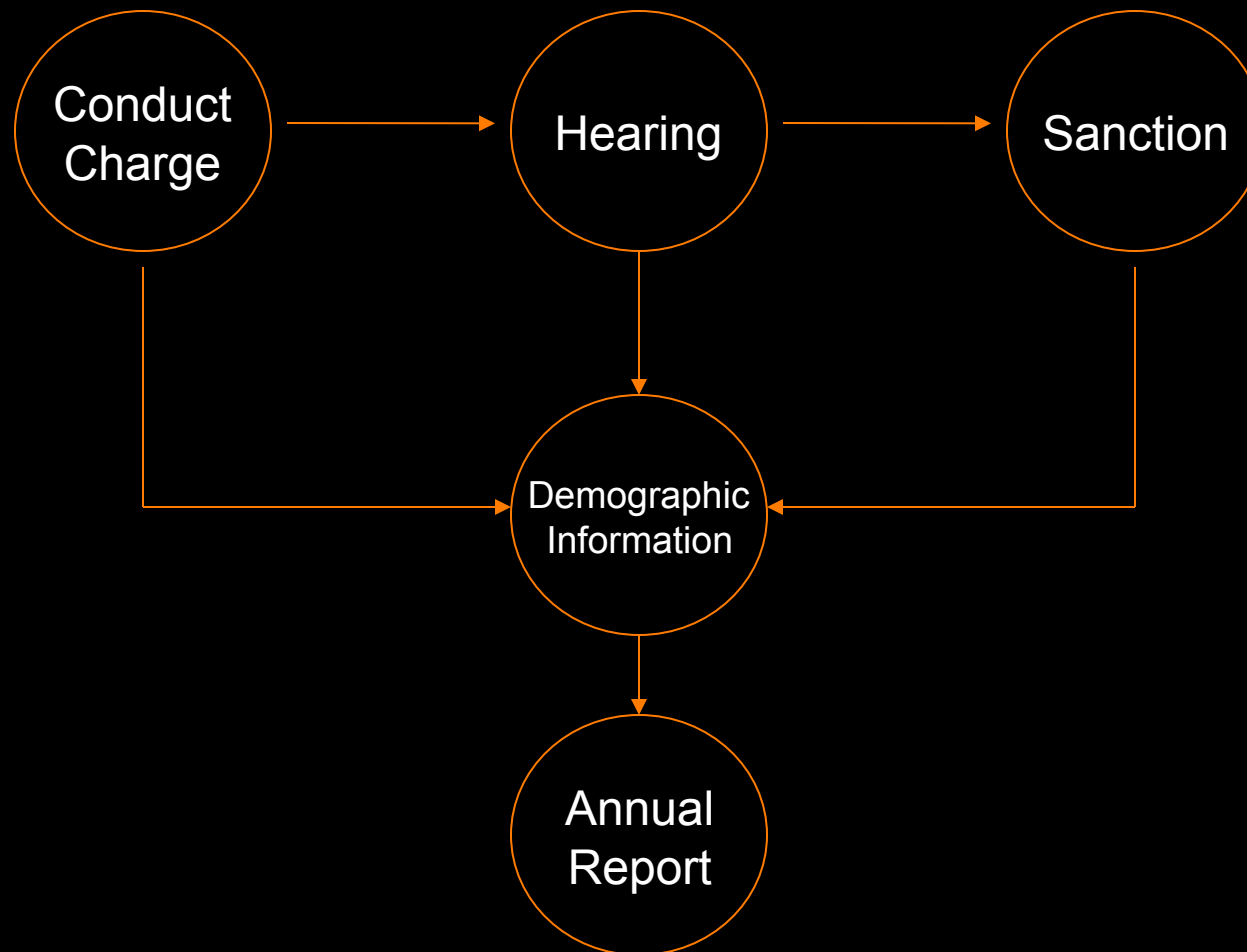 Conduct
Charge
Hearing
Sanction
Demographic
Information
Annual
Report